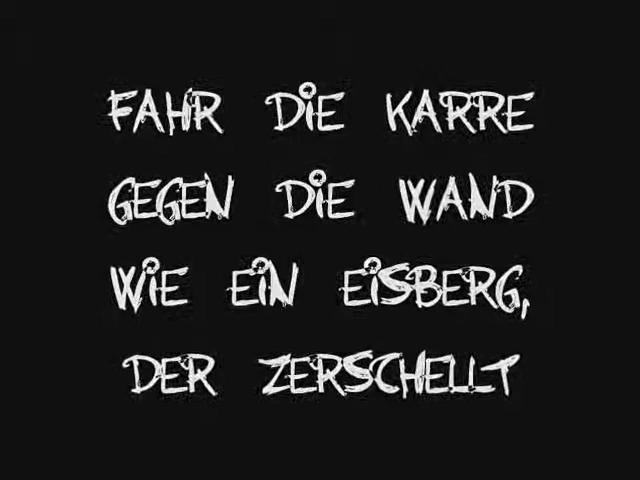 FAHR DIE KARRE
GEGEN DIE WAND
WIE EIN EISBERG,
DER ZERSCHELLT